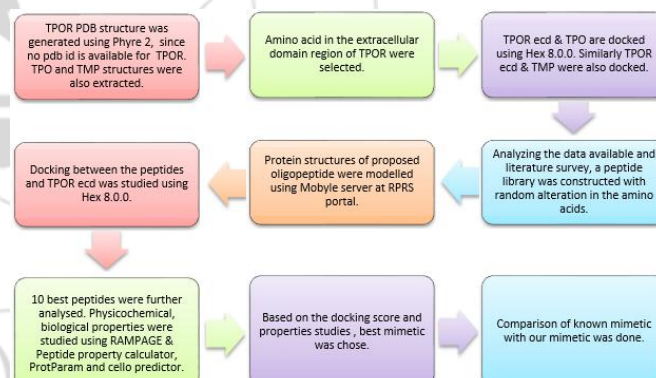 TPOR PDB structure was
generated using Phyre 2, since
no pdb id is available for TPOR.
TPO and TMP structures were
also extracted.
Amino acid in the extracellular
domain region of TPOR were
selected.
TPOR ecd & TPO are docked
using Hex 8.0.0. Similarly TPOR
ecd & TMP were also docked.
Analyzing the data available and
literature survey, a peptide
library was constructed with
random alteration in the amino
acids.
Protein structures of proposed
oligopeptide were modelled
using Mobyle server at RPRS
portal.
Docking between the peptides
and TPOR ecd was studied using
Hex 8.0.0.
10 best peptides were further
analysed. Physicochemical,
biological properties were
studied using RAMPAGE &
Peptide property calculator,
ProtParam and cello predictor.
Based on the docking score and
properties studies , best mimetic
was chose.
Comparison of known mimetic
with our mimetic was done.